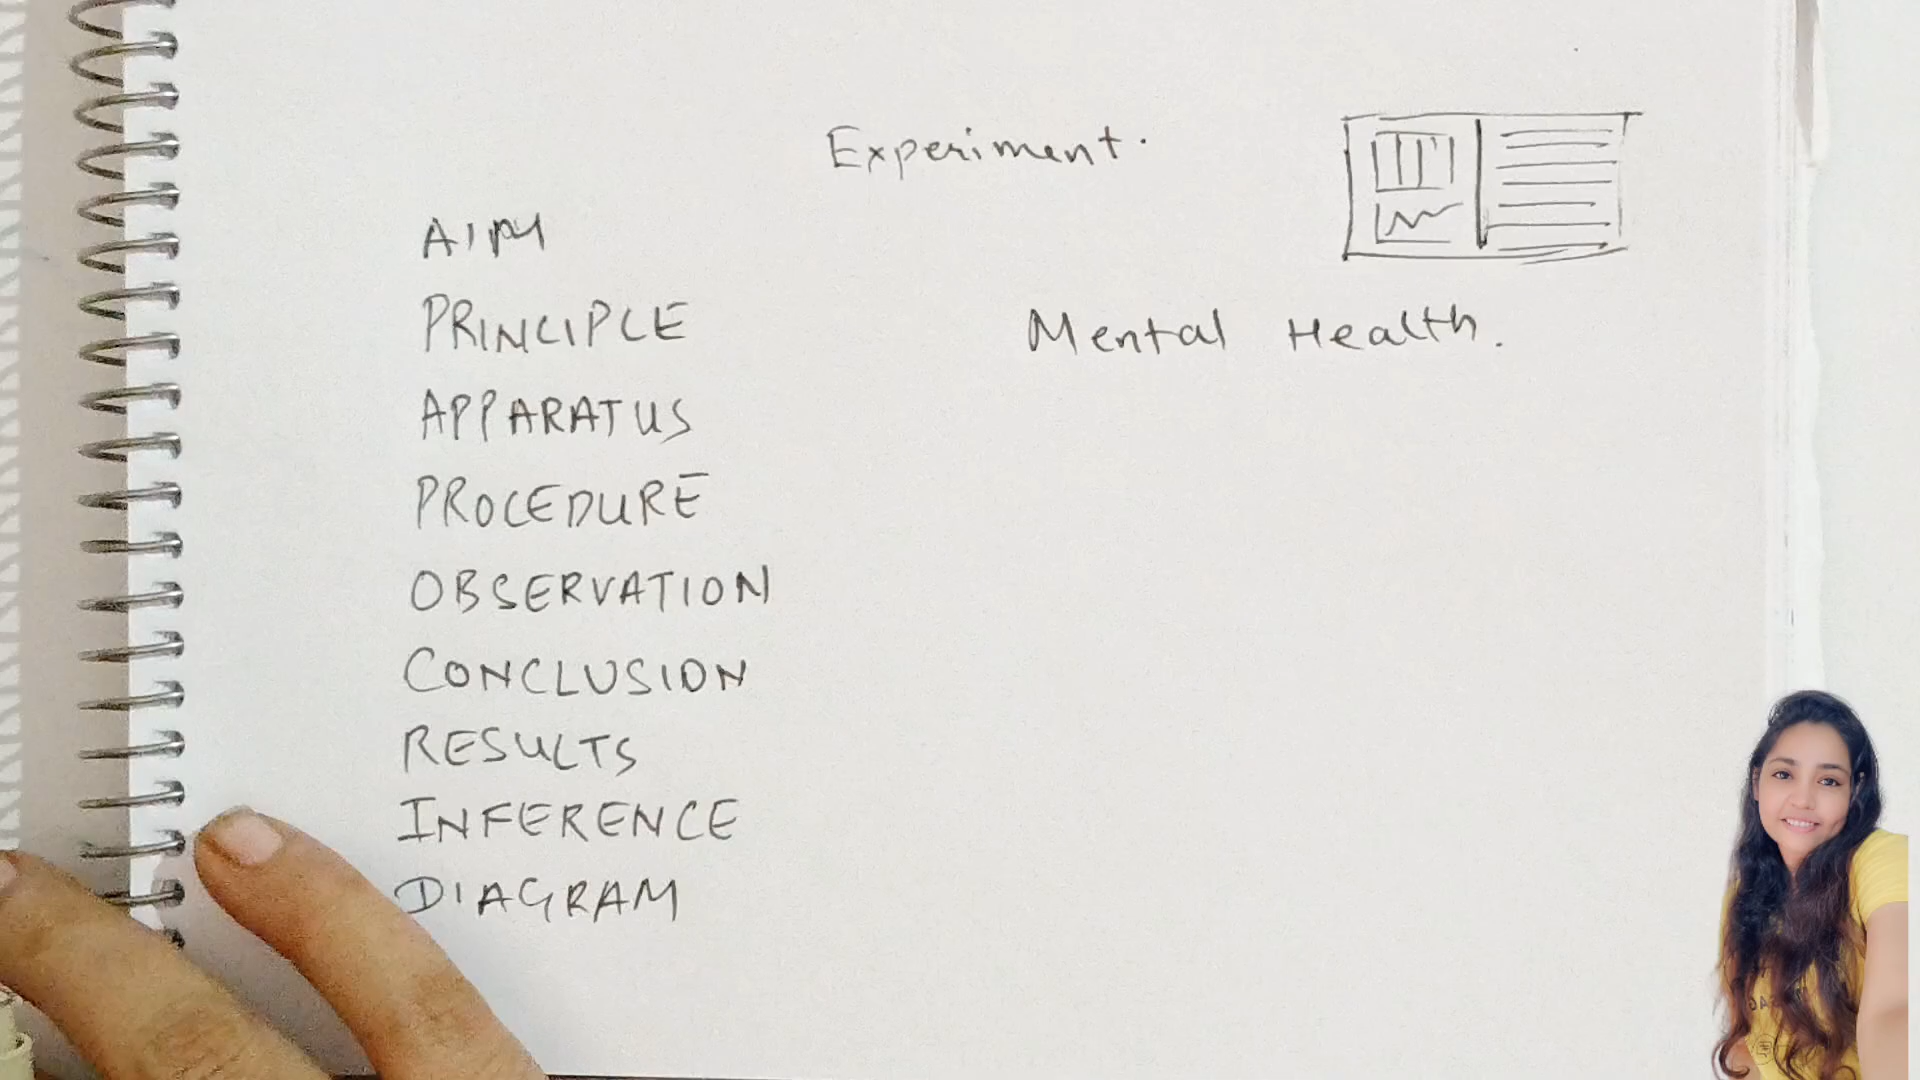 Experiment.
AIM
PRINCIPLE
Mental Health.
APPARATUS
PROCEDURE
OBSERVATION
CONCLUSION
RESULTS
INFERENCE
DIAGRAM